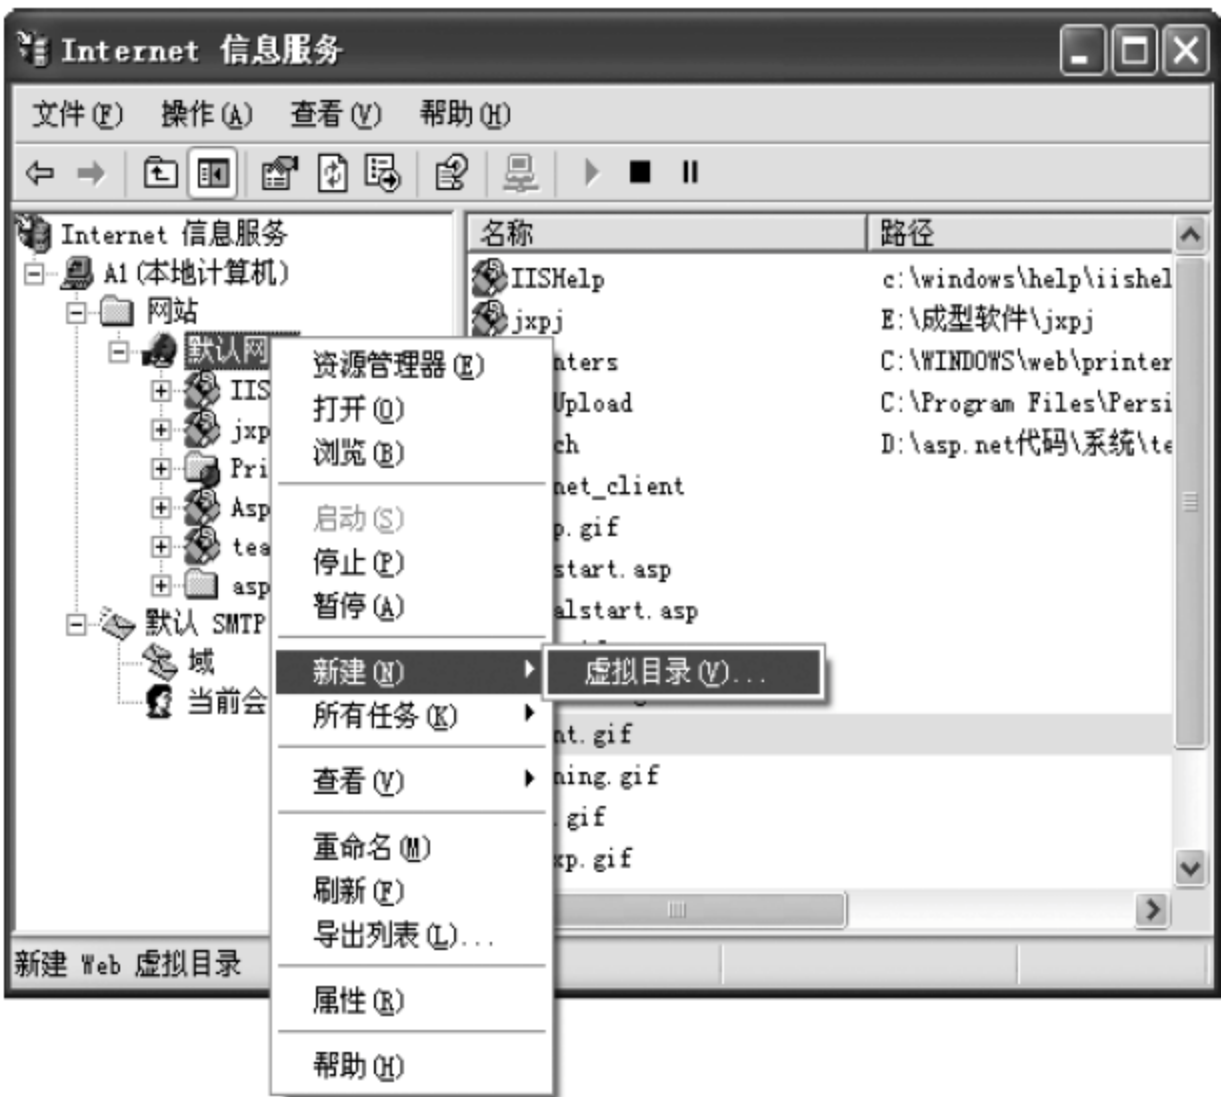 Internet 信息服务
文件(F) 操作(A) 查看(V) 帮助(H)
Internet 信息服务
A1(本地计算机)
网站
默认网
IIS
jxp
Pri
Asp
tea
asp
默认 SMTP
域
当前会
名称 路径
IISHelp c:\windows\help\iishel
jxpj E:\成型软件\jxpj
nters C:\WINDOWS\web\printer
Upload C:\Program Files\Persi
ch D:\asp.net代码\系统\te
net_client
p.gif
start.asp
alstart.asp
nt.gif
ning.gif
.gif
xp.gif
资源管理器(E)
打开(O)
浏览(B)
启动(S)
停止(P)
暂停(A)
新建(N)
虚拟目录(V)...
所有任务(K)
查看(V)
重命名(M)
刷新(F)
导出列表(L)...
属性(R)
帮助(H)
新建 Web 虚拟目录